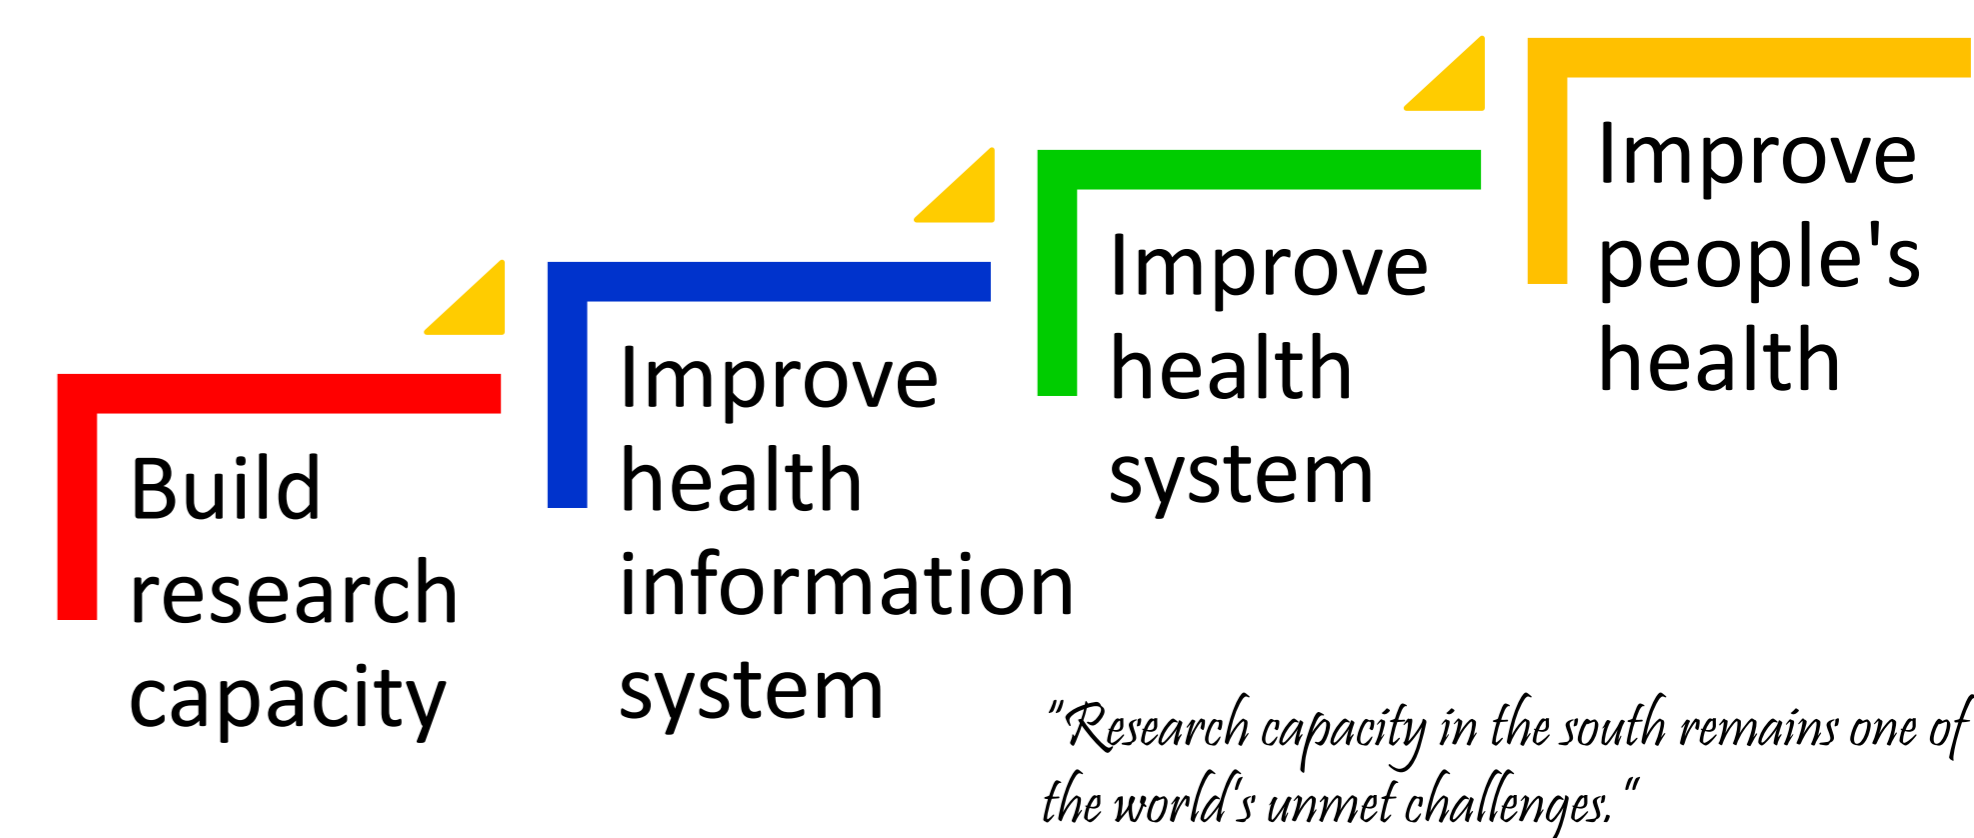 Build
research
capacity
Improve
health
information
system
Improve
health
system
Improve
people's
health
"Research capacity in the south remains one of
the world's unmet challenges."